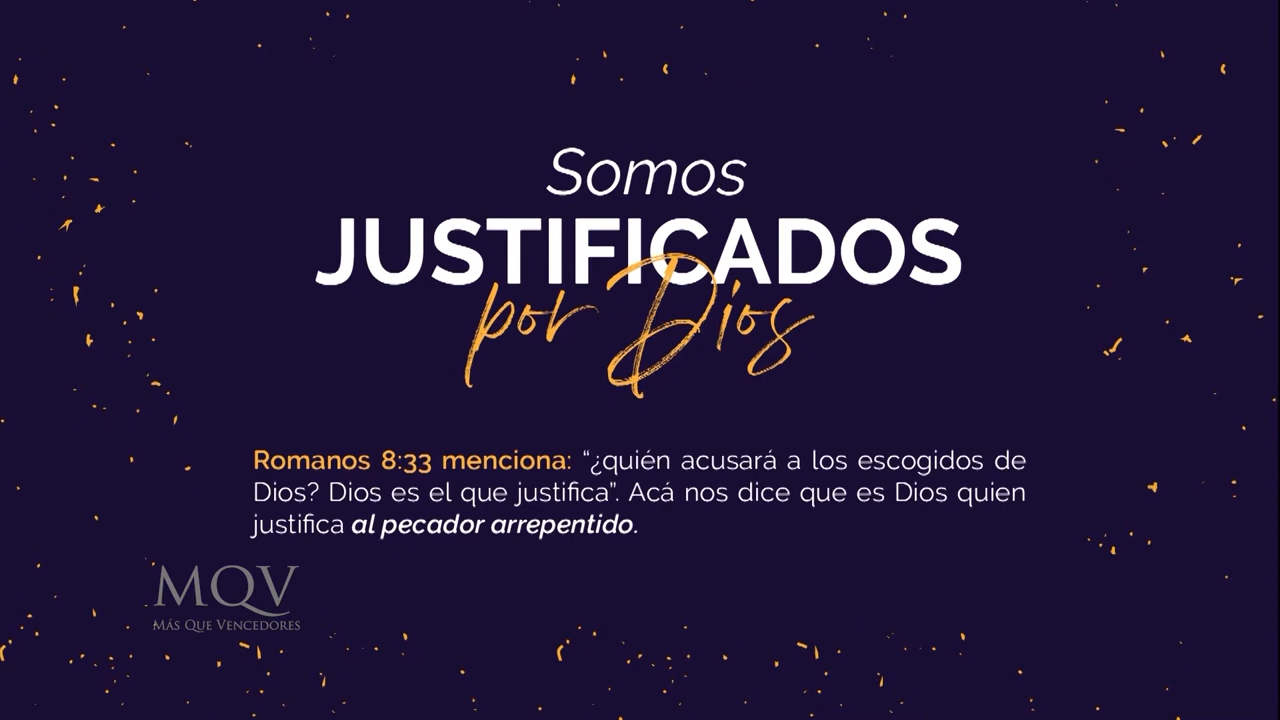 Somos
JUSTIFICADOS
por Dios
Romanos 8:33 menciona: “¿quién acusará a los escogidos de
Dios? Dios es el que justifica”. Acá nos dice que es Dios quien
justifica al pecador arrepentido.
MQV
MÁS QUE VENCEDORES